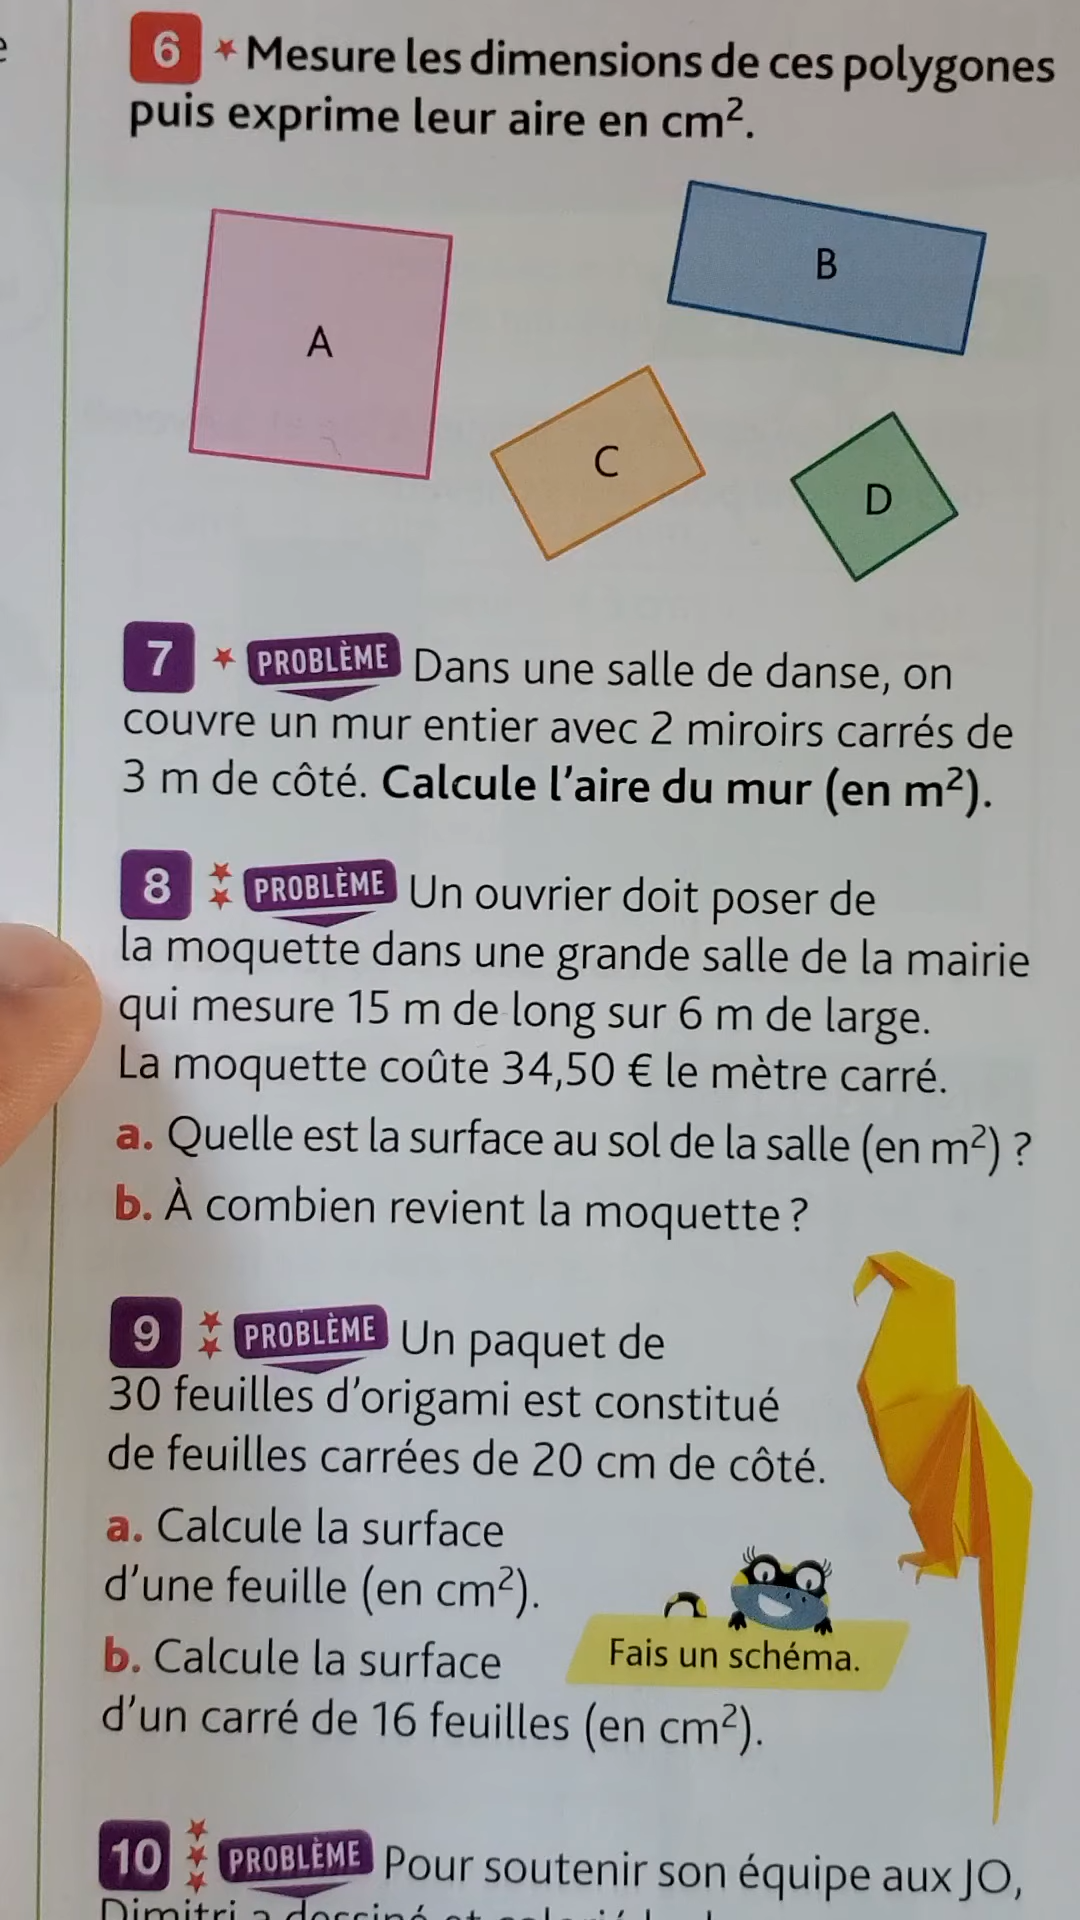 6 Mesure les dimensions de ces polygones
puis exprime leur aire en cm².
A
B
C
D
7 PROBLÈME Dans une salle de danse, on
couvre un mur entier avec 2 miroirs carrés de
3 m de côté. Calcule l'aire du mur (en m²).
8 PROBLÈME Un ouvrier doit poser de
la moquette dans une grande salle de la mairie
qui mesure 15 m de long sur 6 m de large.
La moquette coûte 34,50 € le mètre carré.
a. Quelle est la surface au sol de la salle (en m²) ?
b. À combien revient la moquette ?
9 PROBLÈME Un paquet de
30 feuilles d'origami est constitué
de feuilles carrées de 20 cm de côté.
a. Calcule la surface
d'une feuille (en cm²).
b. Calcule la surface
d'un carré de 16 feuilles (en cm²).
Fais un schéma.
10 PROBLÈME Pour soutenir son équipe aux JO,
Dimitri a dessiné et